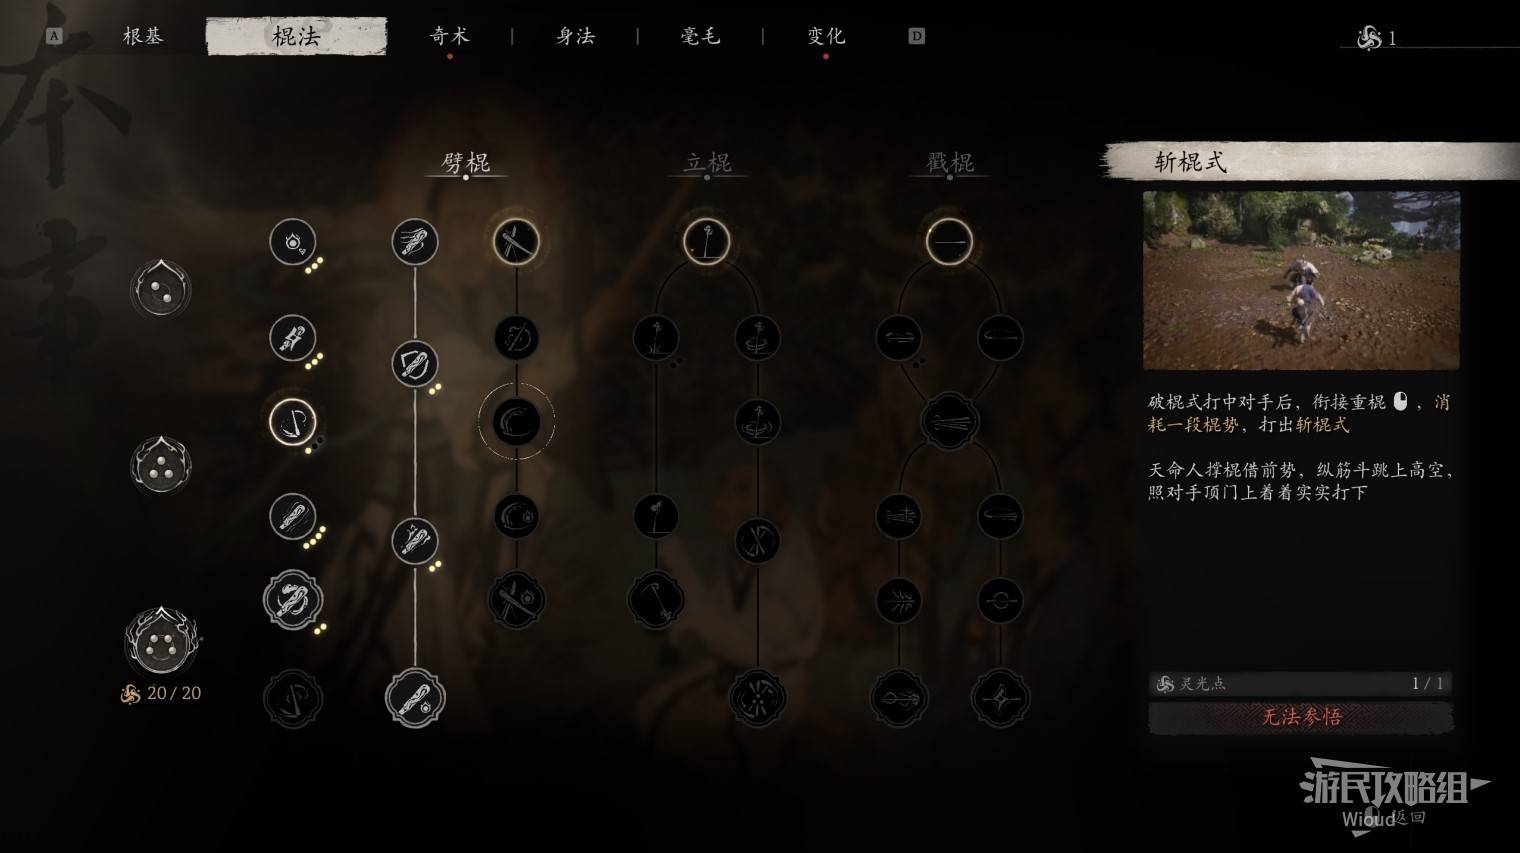 A 根基 棍法 奇术 | 身法 | 毫毛 | 变化 D
1
本
事
劈棍 立棍 戳棍
斩棍式
破棍式打中对手后，衔接重棍，消
耗一段棍势，打出斩棍式
天命人撑棍借前势，纵筋斗跳上高空，
照对手顶门上着着实实打下
20/20
灵光点 1/1
无法参悟
游民攻略组
Wioud 返回